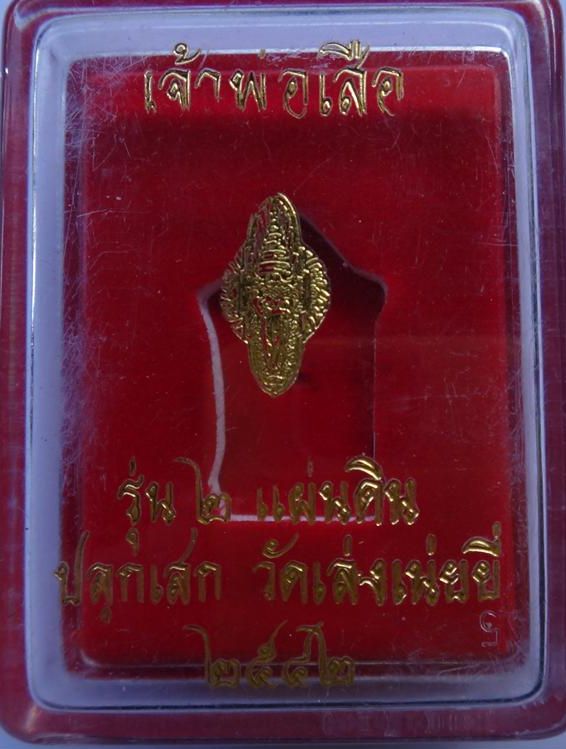 เจ้าพ่อเสือ
รุ่น ๒ แผ่นดิน
ปลุกเสก วัดเล่งเน่ยยี่
๒๕๔๒